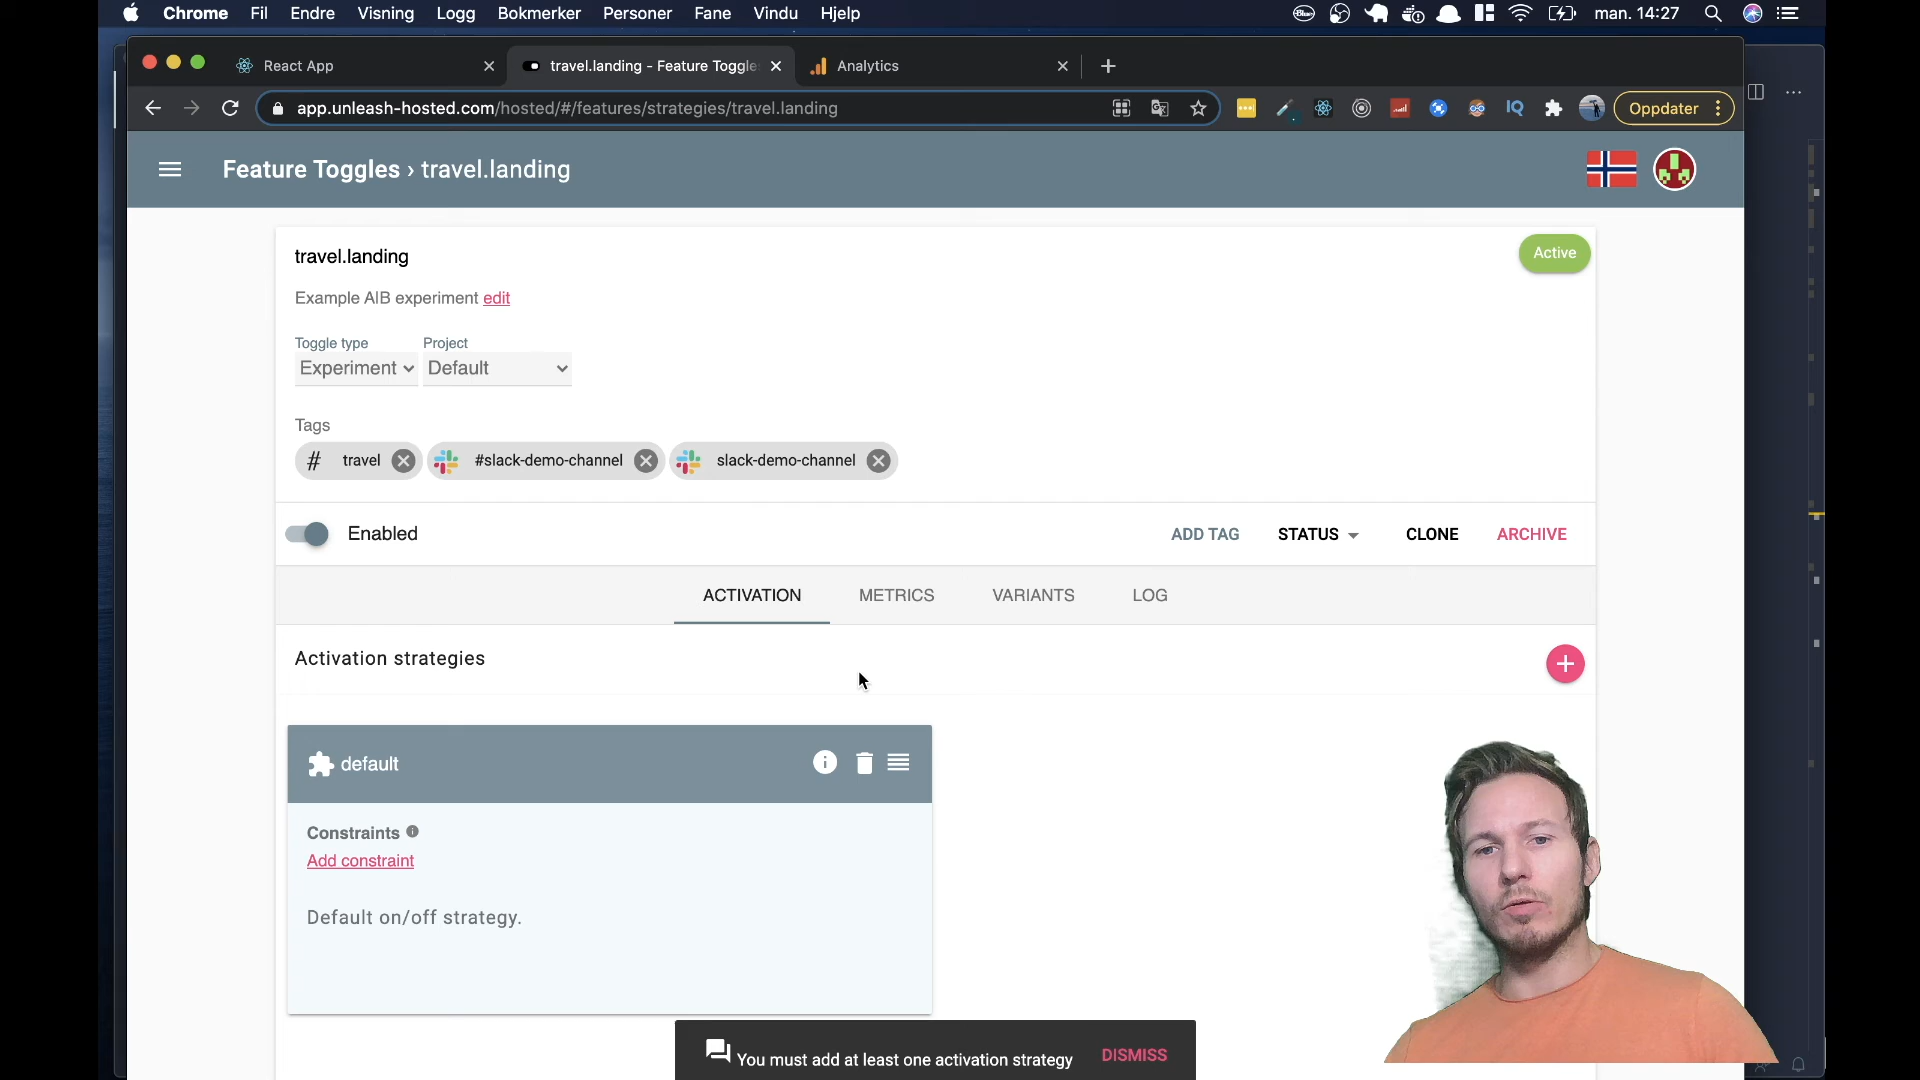 Chrome Fil Endre Visning Logg Bokmerker Personer Fane Vindu Hjelp man. 14:27
React App travel.landing - Feature Toggle Analytics
app.unleash-hosted.com/hosted/#/features/strategies/travel.landing Oppdater
Feature Toggles › travel.landing
travel.landing Active
Example AIB experiment edit
Toggle type Project
Experiment Default
Tags
# travel #slack-demo-channel slack-demo-channel
Enabled ADD TAG STATUS CLONE ARCHIVE
ACTIVATION METRICS VARIANTS LOG
Activation strategies
default
Constraints
Add constraint
Default on/off strategy.
You must add at least one activation strategy DISMISS